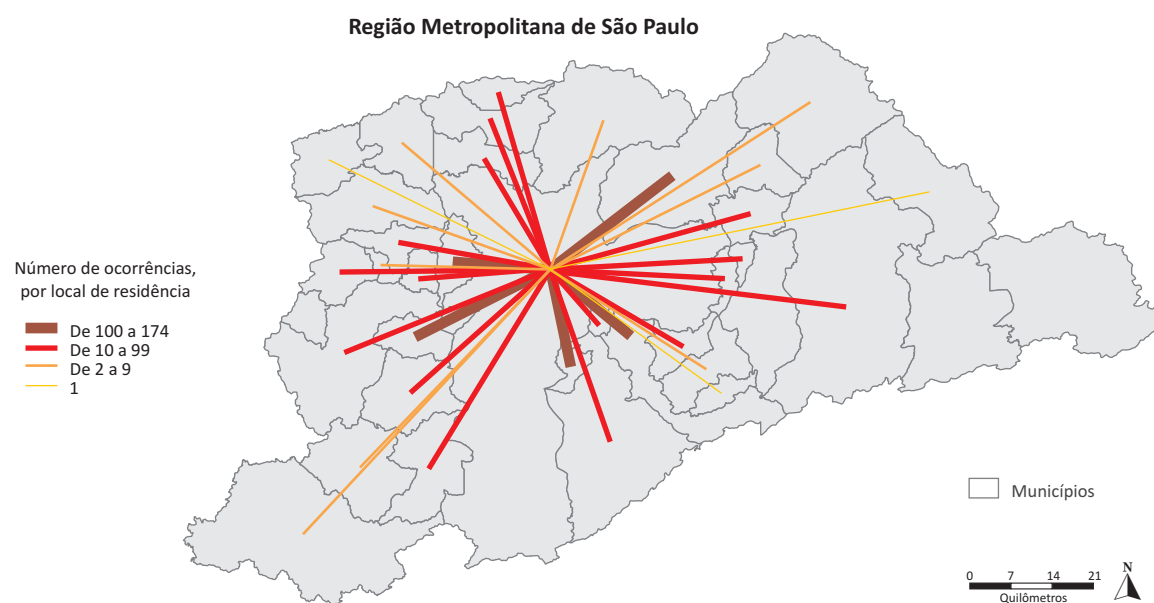 Região Metropolitana de São Paulo
Número de ocorrências,
por local de residência
De 100 a 174
De 10 a 99
De 2 a 9
1
Municípios
0 7 14 21
Quilômetros
N